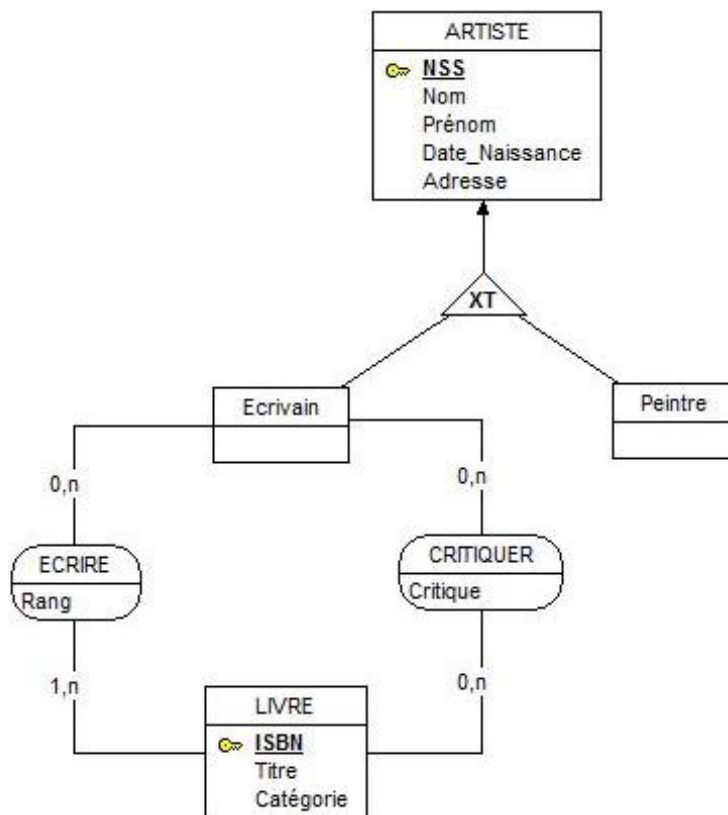 ARTISTE
NSS
Nom
Prénom
Date_Naissance
Adresse
XT
Ecrivain
Peintre
0,n
0,n
ECRIRE
Rang
CRITIQUER
Critique
1,n
0,n
LIVRE
ISBN
Titre
Catégorie